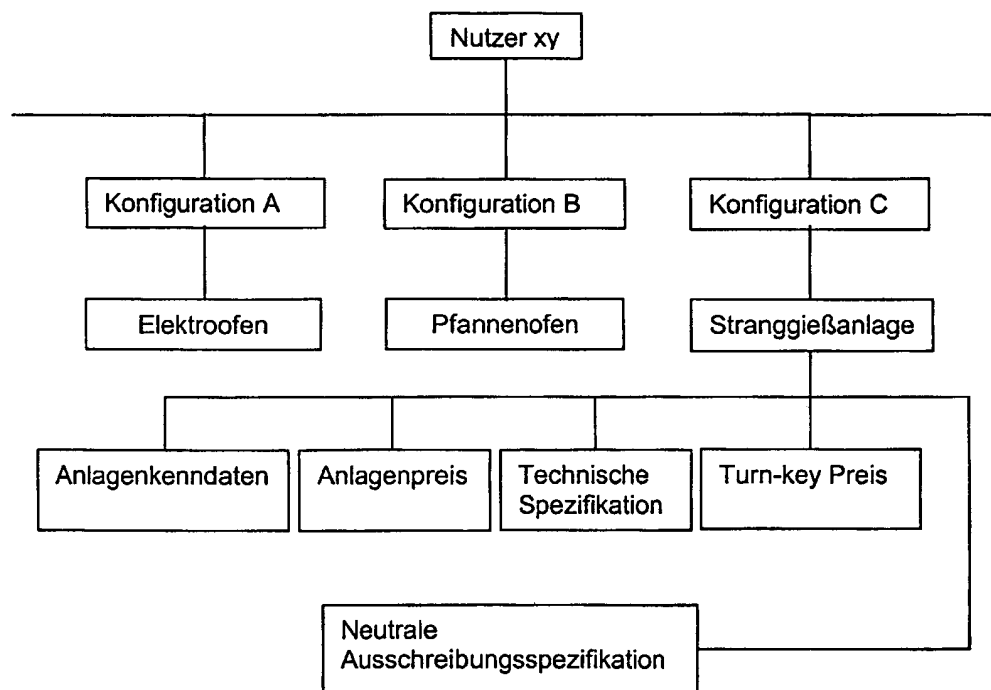 Nutzer xy
Konfiguration A
Konfiguration B
Konfiguration C
Elektroofen
Pfannenofen
Stranggießanlage
Anlagenkenndaten
Anlagenpreis
Technische
Spezifikation
Turn-key Preis
Neutrale
Ausschreibungsspezifikation